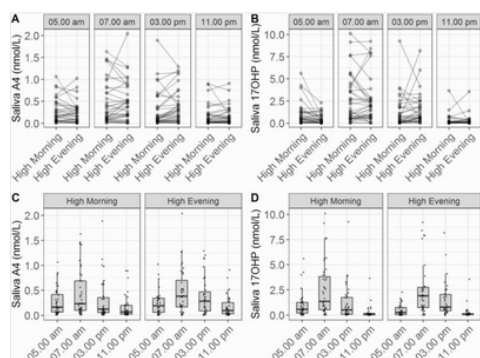 A
05.00 am 07.00 am 03.00 pm 11.00 pm
Saliva A4 (nmol/L)
2.0
1.5
1.0
0.5
0.0
High Morning High Evening High Morning High Evening High Morning High Evening High Morning High Evening
B
05.00 am 07.00 am 03.00 pm 11.00 pm
Saliva 17OHP (nmol/L)
10.0
7.5
5.0
2.5
0.0
High Morning High Evening High Morning High Evening High Morning High Evening High Morning High Evening
C
High Morning High Evening
Saliva A4 (nmol/L)
2.0
1.5
1.0
0.5
0.0
05.00 am 07.00 am 03.00 pm 11.00 pm 05.00 am 07.00 am 03.00 pm 11.00 pm
D
High Morning High Evening
Saliva 17OHP (nmol/L)
10.0
7.5
5.0
2.5
0.0
05.00 am 07.00 am 03.00 pm 11.00 pm 05.00 am 07.00 am 03.00 pm 11.00 pm